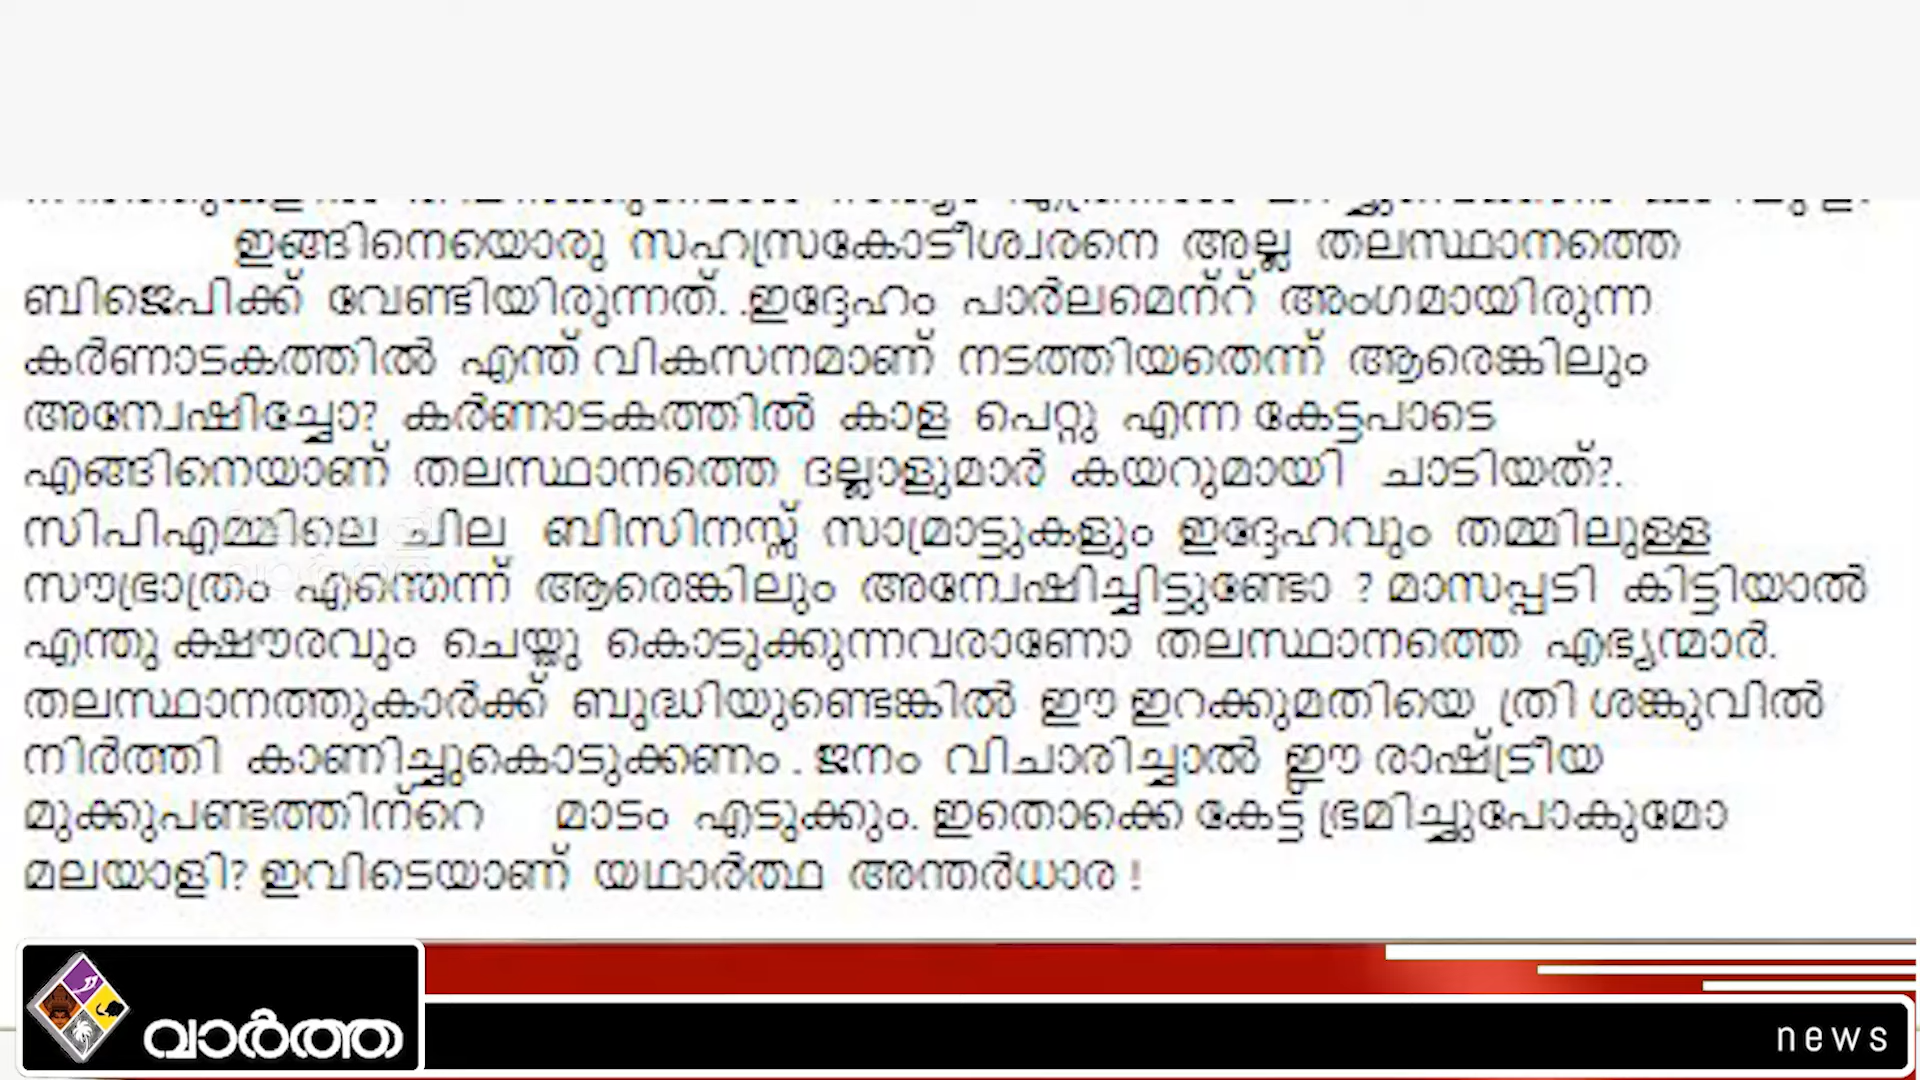 ഇങ്ങിനെയൊരു സഹസ്രകോടീശ്വരനെ അല്ല തലസ്ഥാനത്തെ
ബിജെപിക്ക് വേണ്ടിയിരുന്നത്. .ഇദ്ദേഹം പാർലമെന്റ് അംഗമായിരുന്ന
കർണാടകത്തിൽ എന്ത് വികസനമാണ് നടത്തിയതെന്ന് ആരെങ്കിലും
അന്വേഷിച്ചോ? കർണാടകത്തിൽ കാള പെറ്റു എന്ന കേട്ടപാടെ
എങ്ങിനെയാണ് തലസ്ഥാനത്തെ ദല്ലാളുമാർ കയറുമായി ചാടിയത്?.
സിപിഎമ്മിലെ ചില ബിസിനസ്സ് സാമ്രാട്ടുകളും ഇദ്ദേഹവും തമ്മിലുള്ള
സൗഭ്രാത്രം എന്തെന്ന് ആരെങ്കിലും അന്വേഷിച്ചിട്ടുണ്ടോ ? മാസപ്പടി കിട്ടിയാൽ
എന്തു ക്ഷൗരവും ചെയ്തു കൊടുക്കുന്നവരാണോ തലസ്ഥാനത്തെ എഭ്യന്മാർ.
തലസ്ഥാനത്തുകാർക്ക് ബുദ്ധിയുണ്ടെങ്കിൽ ഈ ഇറക്കുമതിയെ ത്രി ശങ്കുവിൽ
നിർത്തി കാണിച്ചുകൊടുക്കണം . ജനം വിചാരിച്ചാൽ ഈ രാഷ്ട്രീയ
മുക്കുപണ്ടത്തിന്റെ മാടം എടുക്കും. ഇതൊക്കെ കേട്ട് ഭ്രമിച്ചുപോകുമോ
മലയാളി? ഇവിടെയാണ് യഥാർത്ഥ അന്തർധാര !
വാർത്ത
news